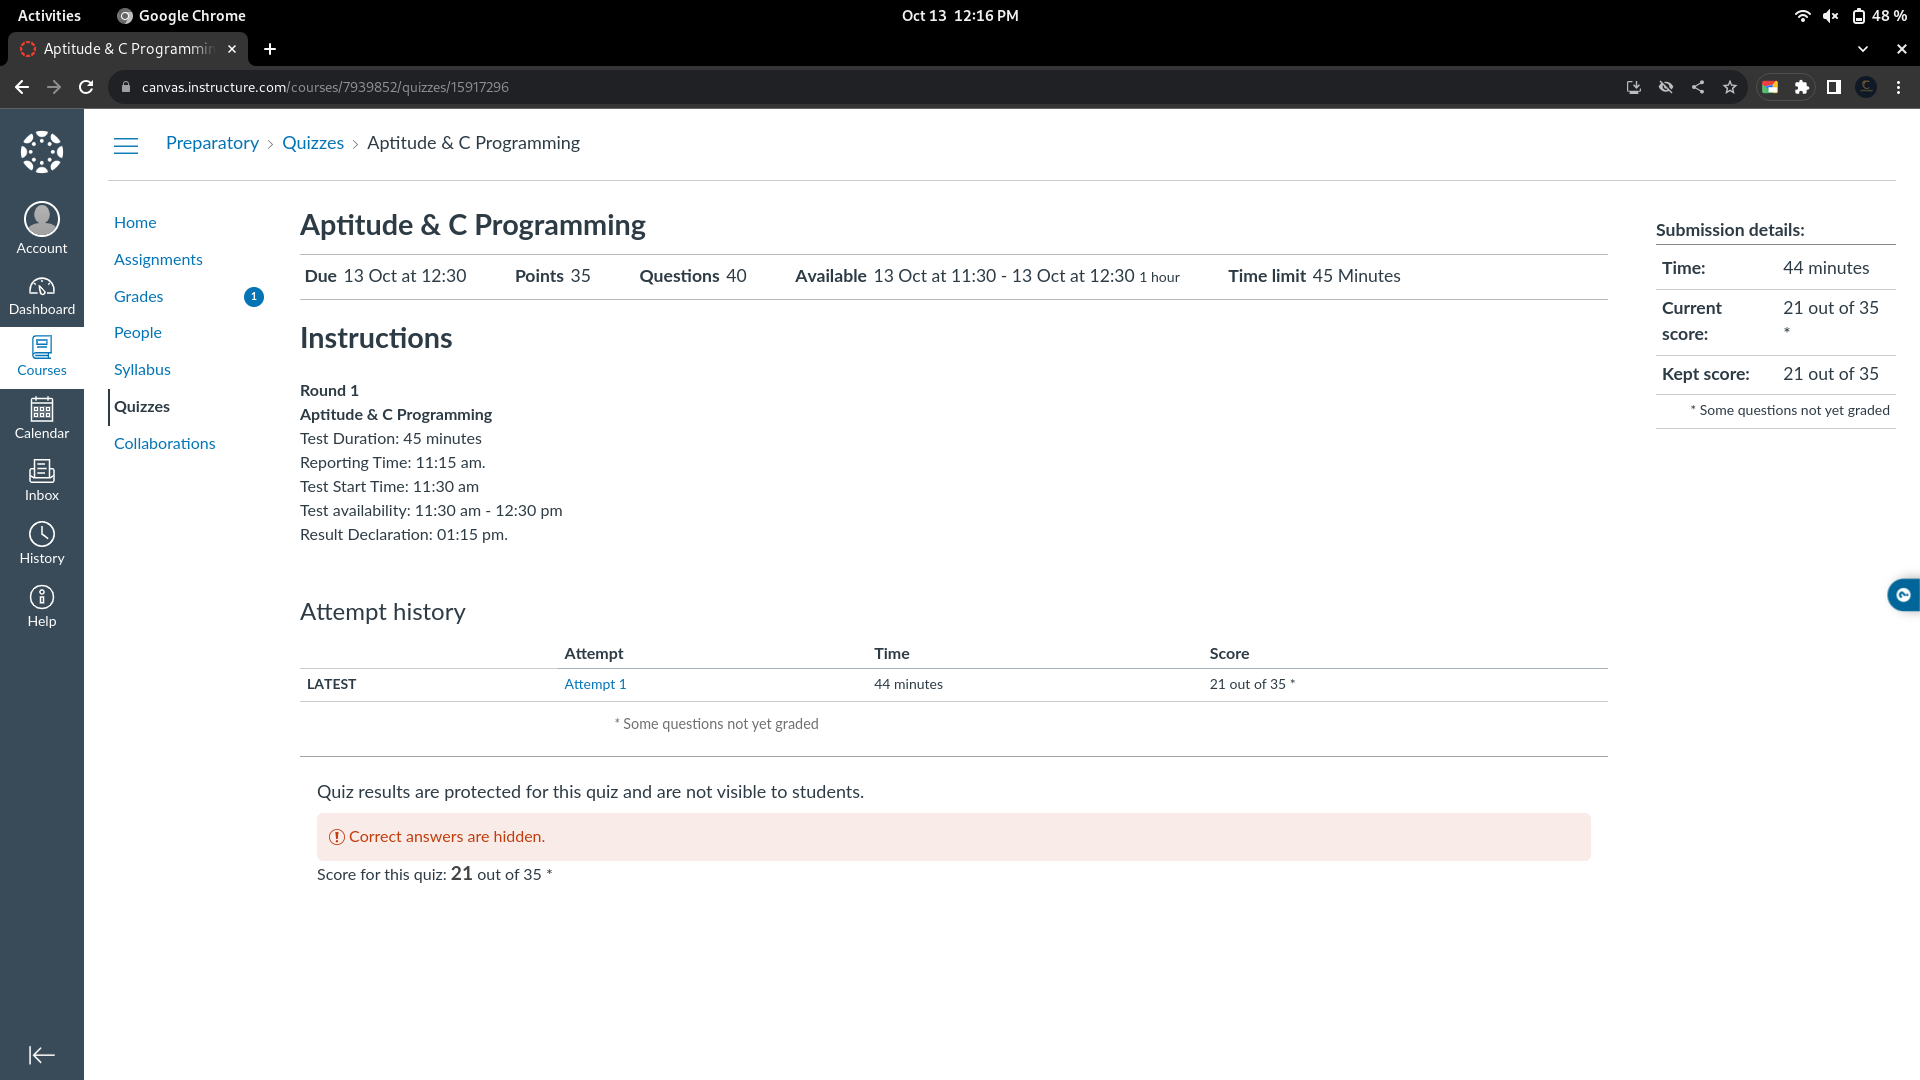 Activities
Google Chrome
Oct 13 12:16 PM
48 %
Aptitude & C Programmin
canvas.instructure.com/courses/7939852/quizzes/15917296
Preparatory > Quizzes > Aptitude & C Programming
Account
Dashboard
Courses
Calendar
Inbox
History
Help
Home
Assignments
Grades 1
People
Syllabus
Quizzes
Collaborations
Aptitude & C Programming
Due 13 Oct at 12:30 Points 35 Questions 40 Available 13 Oct at 11:30 - 13 Oct at 12:30 1 hour Time limit 45 Minutes
Instructions
Round 1
Aptitude & C Programming
Test Duration: 45 minutes
Reporting Time: 11:15 am.
Test Start Time: 11:30 am
Test availability: 11:30 am - 12:30 pm
Result Declaration: 01:15 pm.
Attempt history
Attempt Time Score
LATEST Attempt 1 44 minutes 21 out of 35 *
* Some questions not yet graded
Quiz results are protected for this quiz and are not visible to students.
Correct answers are hidden.
Score for this quiz: 21 out of 35 *
Submission details:
Time: 44 minutes
Current score: 21 out of 35 *
Kept score: 21 out of 35
* Some questions not yet graded